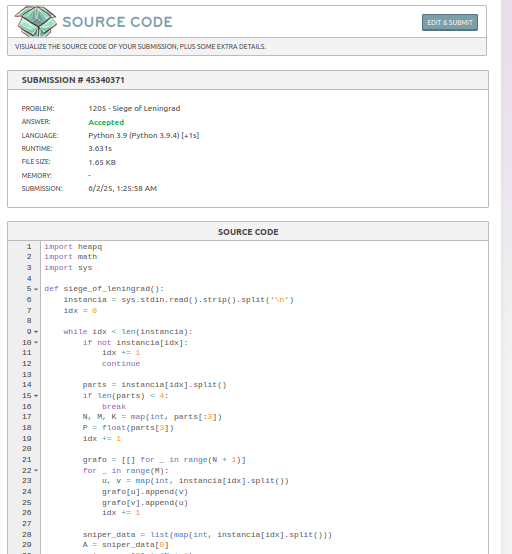 SOURCE CODE
EDIT & SUBMIT
VISUALIZE THE SOURCE CODE OF YOUR SUBMISSION, PLUS SOME EXTRA DETAILS.
SUBMISSION # 45340371
PROBLEM: 1205 - Siege of Leningrad
ANSWER: Accepted
LANGUAGE: Python 3.9 (Python 3.9.4) [+1s]
RUNTIME: 3.631s
FILE SIZE: 1.65 KB
MEMORY: -
SUBMISSION: 6/2/25, 1:25:58 AM
SOURCE CODE
1 import heapq
2 import math
3 import sys
4
5 def siege_of_leningrad():
6     instancia = sys.stdin.read().strip().split('\n')
7     idx = 0
8
9     while idx < len(instancia):
10         if not instancia[idx]:
11             idx += 1
12             continue
13
14         parts = instancia[idx].split()
15         if len(parts) < 4:
16             break
17         N, M, K = map(int, parts[:3])
18         P = float(parts[3])
19         idx += 1
20
21         grafo = [[] for _ in range(N + 1)]
22         for _ in range(M):
23             u, v = map(int, instancia[idx].split())
24             grafo[u].append(v)
25             grafo[v].append(u)
26             idx += 1
27
28         sniper_data = list(map(int, instancia[idx].split()))
29         A = sniper_data[0]